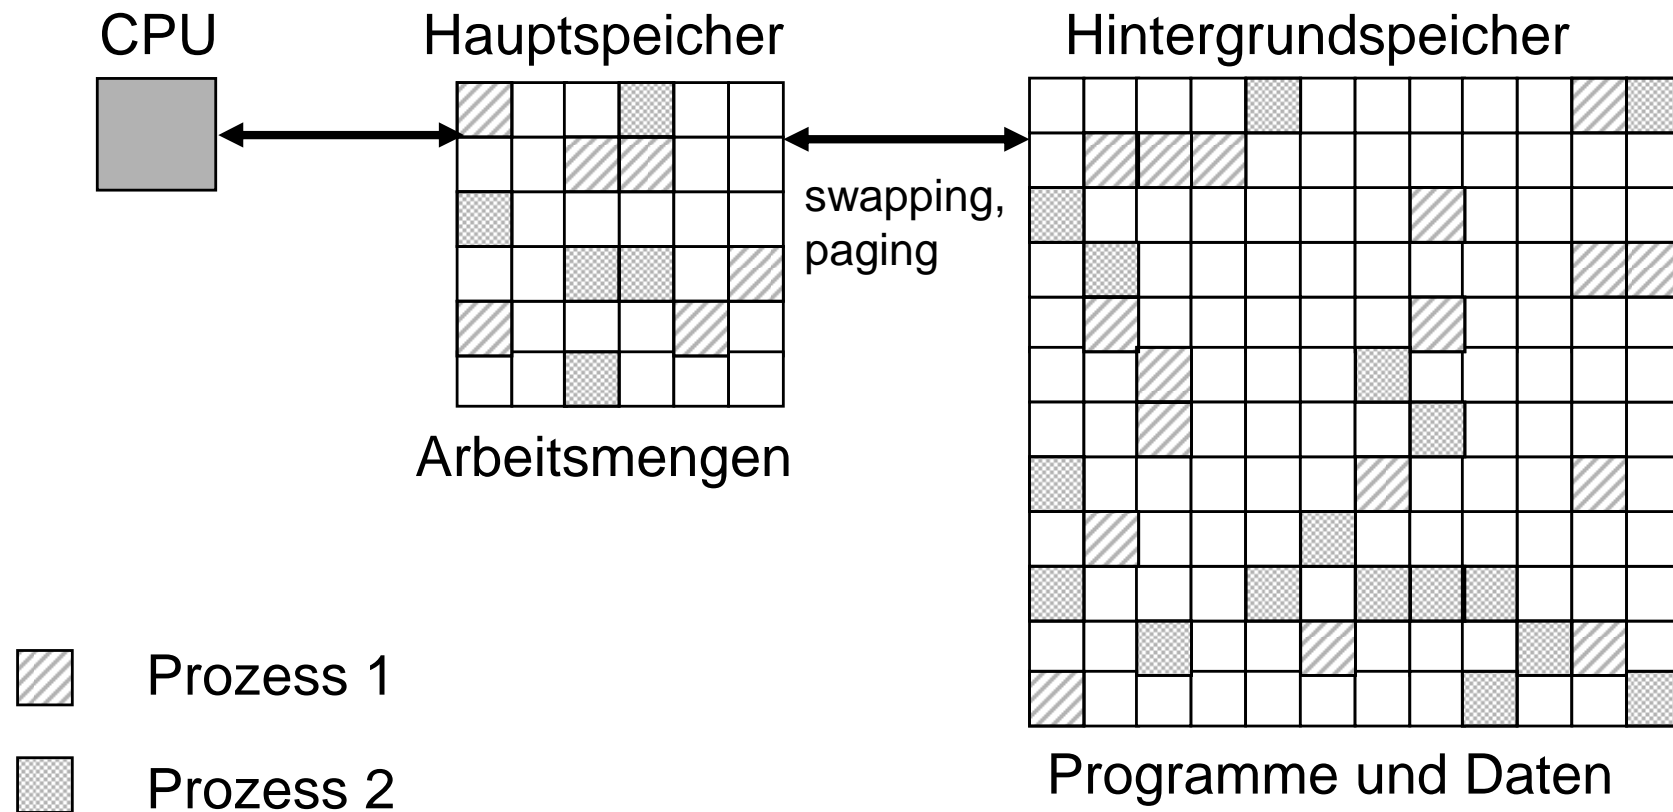 CPU
Hauptspeicher
Hintergrundspeicher
swapping,
paging
Arbeitsmengen
Prozess 1
Prozess 2
Programme und Daten